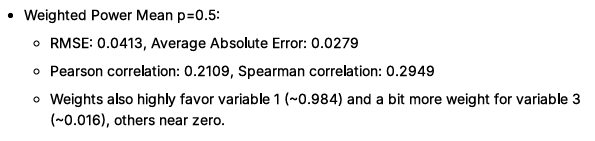 • Weighted Power Mean p=0.5:
◦ RMSE: 0.0413, Average Absolute Error: 0.0279
◦ Pearson correlation: 0.2109, Spearman correlation: 0.2949
◦ Weights also highly favor variable 1 (~0.984) and a bit more weight for variable 3
(~0.016), others near zero.